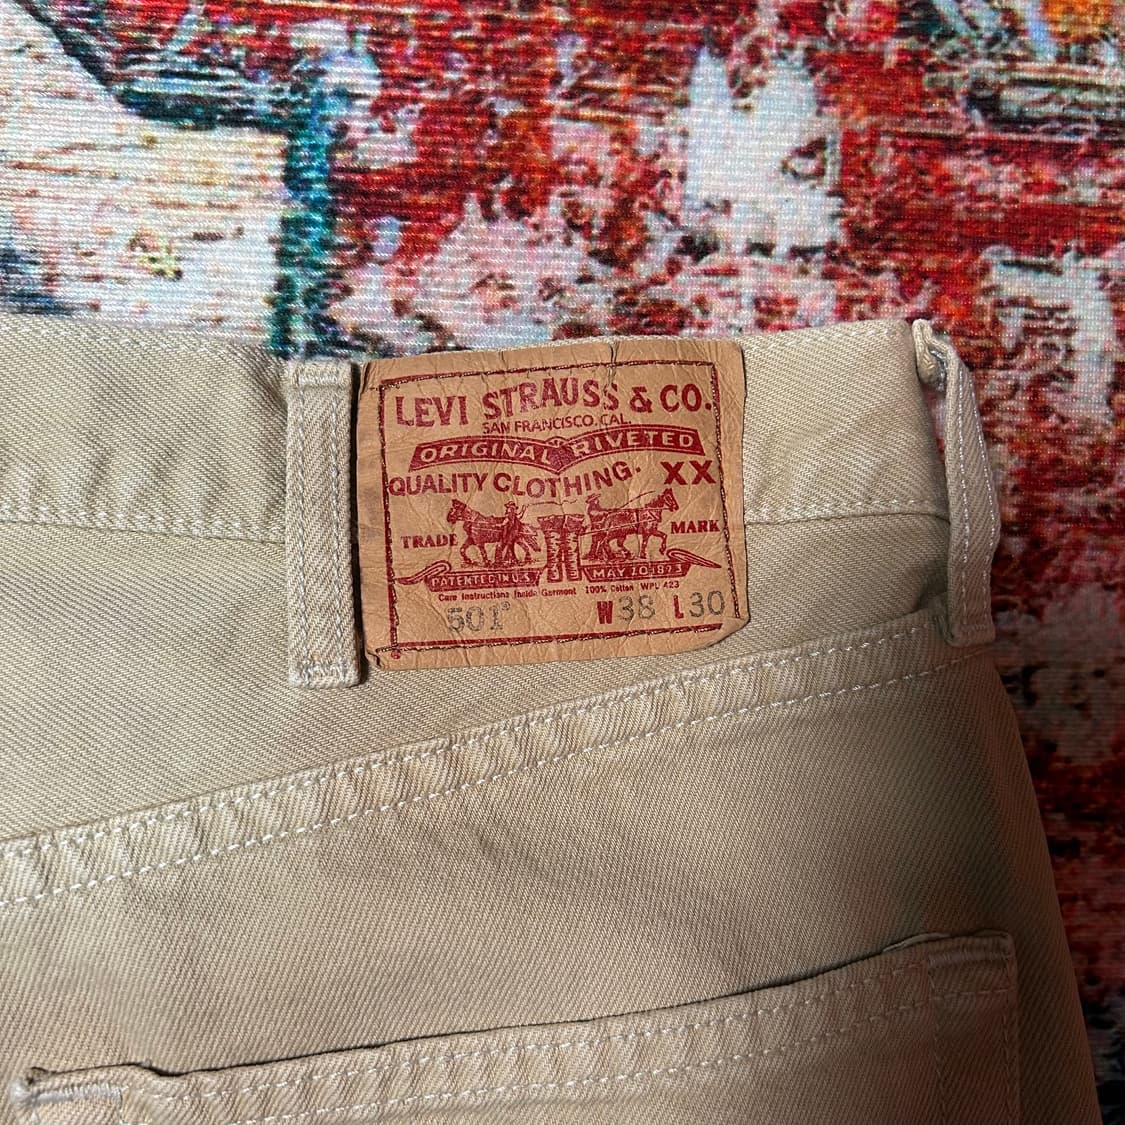 LEVI STRAUSS & CO.
SAN FRANCISCO, CAL.
ORIGINAL RIVETED
QUALITY CLOTHING. XX
TRADE MARK
PATENTED IN U.S. MAY 20 1873
Care Instructions Inside Garment 100% Cotton WPL 423
501® W38 L30